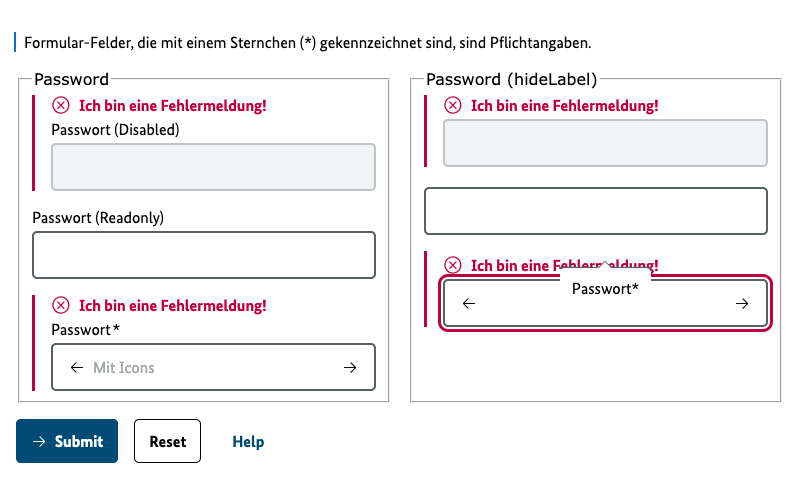 Formular-Felder, die mit einem Sternchen (*) gekennzeichnet sind, sind Pflichtangaben.
Password
Ich bin eine Fehlermeldung!
Passwort (Disabled)
Passwort (Readonly)
Ich bin eine Fehlermeldung!
Passwort*
Mit Icons
Password (hideLabel)
Ich bin eine Fehlermeldung!
Ich bin eine Fehlermeldung!
Passwort*
Submit
Reset
Help